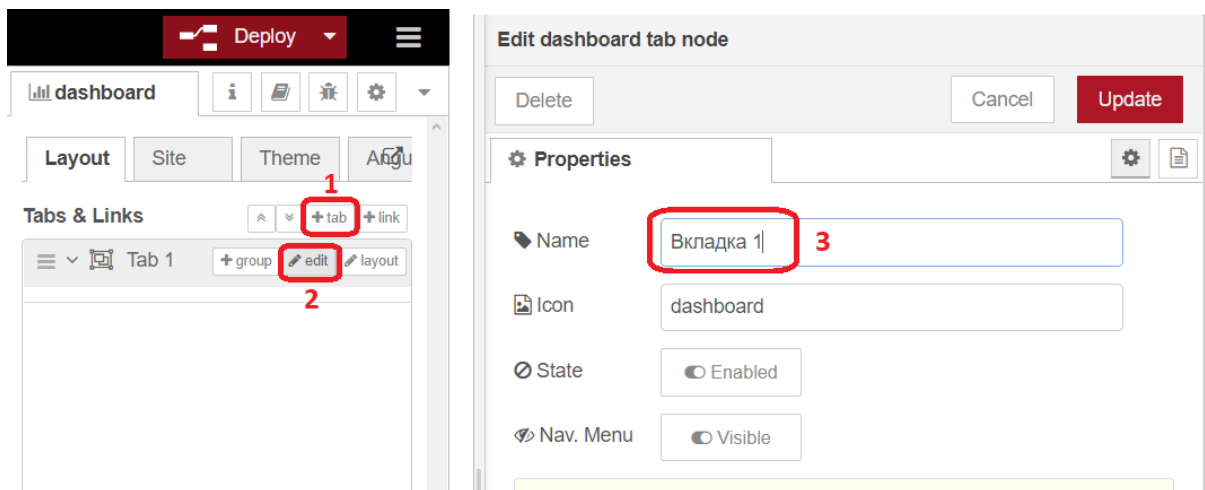 Deploy
dashboard
Layout Site Theme Angu
1
Tabs & Links +tab +link
Tab 1 +group edit layout
2
Edit dashboard tab node
Delete Cancel Update
Properties
Name Вкладка 1 3
Icon dashboard
State Enabled
Nav. Menu Visible